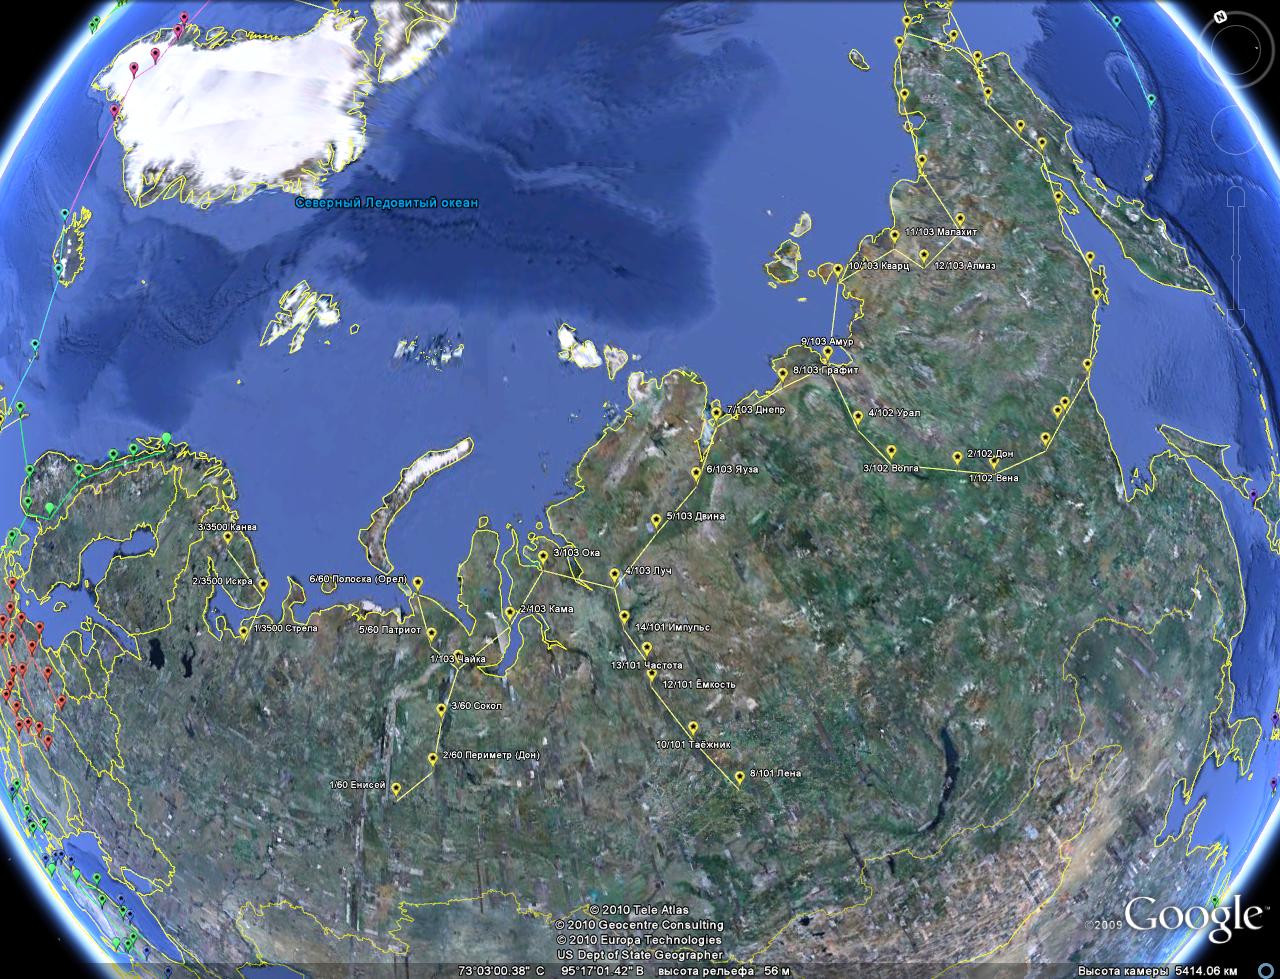 N
Северный Ледовитый океан
11/103 Малахит
10/103 Кварц
12/103 Алмаз
9/103 Амур
8/103 Графит
7/103 Днепр
4/102 Урал
2/102 Дон
3/102 Волга
1/102 Вена
6/103 Яуза
5/103 Двина
3/3500 Канва
3/103 Ока
4/103 Луч
2/3500 Искра
6/60 Полоска (Орел)
2/103 Кама
1/3500 Стрела
5/60 Патриот
14/101 Импульс
1/103 Чайка
13/101 Частота
12/101 Ёмкость
3/60 Сокол
10/101 Таёжник
2/60 Периметр (Дон)
8/101 Лена
1/60 Енисей
© 2010 Tele Atlas
© 2010 Geocentre Consulting
© 2010 Europa Technologies
US Dept of State Geographer
©2009 Google™
73°03'00.38" С 95°17'01.42" В высота рельефа 56 м
Высота камеры 5414.06 км